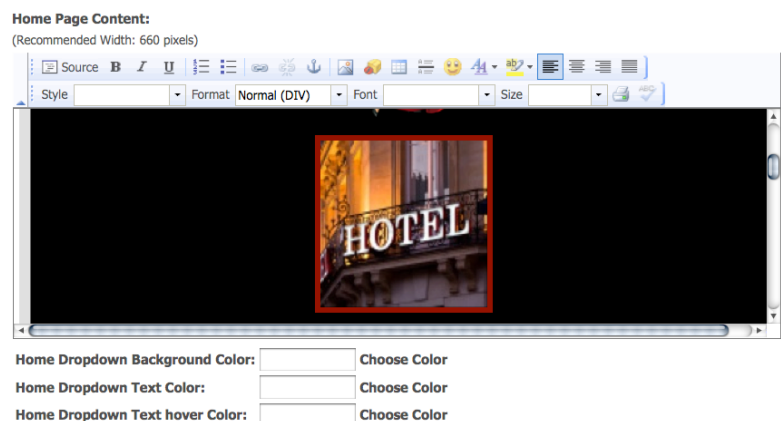 Home Page Content:
(Recommended Width: 660 pixels)
Source B I U
Style Format Normal (DIV) Font Size
HOTEL
Home Dropdown Background Color: Choose Color
Home Dropdown Text Color: Choose Color
Home Dropdown Text hover Color: Choose Color